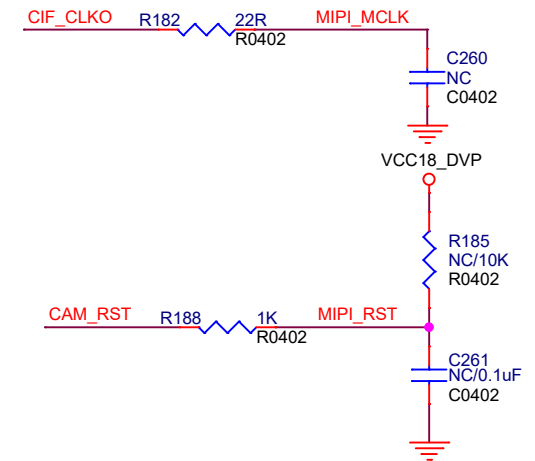 CIF_CLKO R182 22R MIPI_MCLK
R0402
C260
NC
C0402
VCC18_DVP
R185
NC/10K
R0402
CAM_RST R188 1K MIPI_RST
R0402
C261
NC/0.1uF
C0402